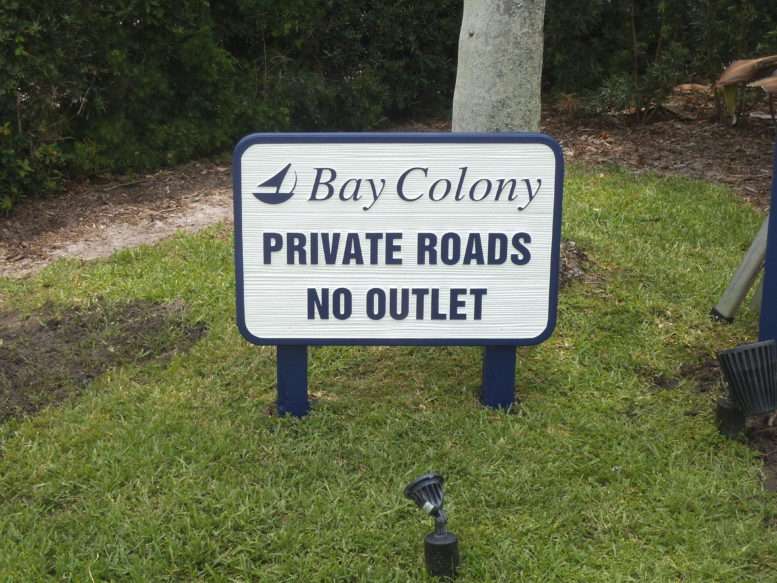 Bay Colony
PRIVATE ROADS
NO OUTLET